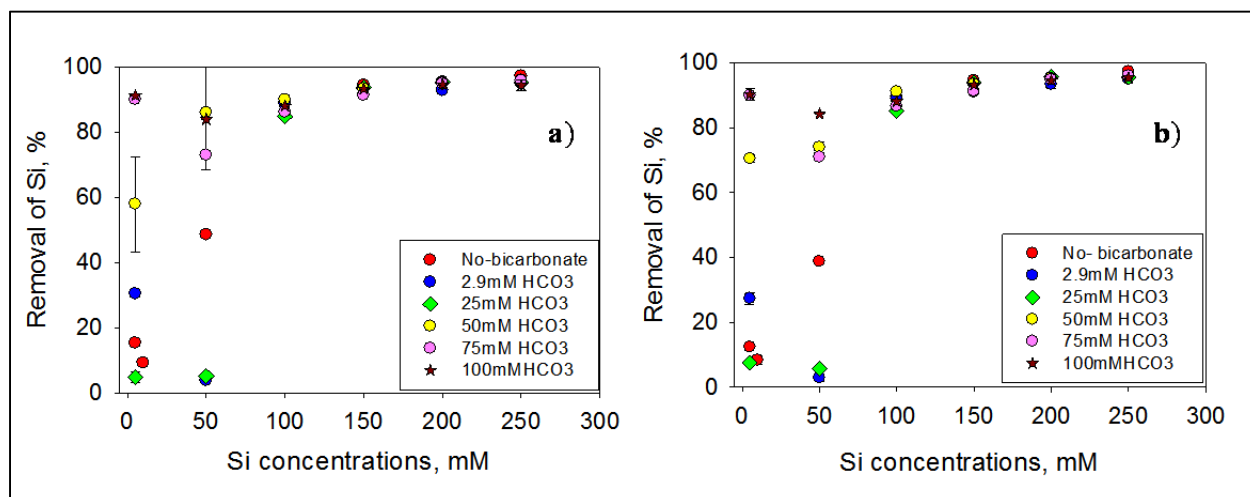 Removal of Si, %
100
80
60
40
20
0
0
50
100
150
200
250
300
Si concentrations, mM
a)
No-bicarbonate
2.9mM HCO3
25mM HCO3
50mM HCO3
75mM HCO3
100mMHCO3
Removal of Si, %
100
80
60
40
20
0
0
50
100
150
200
250
300
Si concentrations, mM
b)
No- bicarbonate
2.9mM HCO3
25mM HCO3
50mM HCO3
75mM HCO3
100mMHCO3